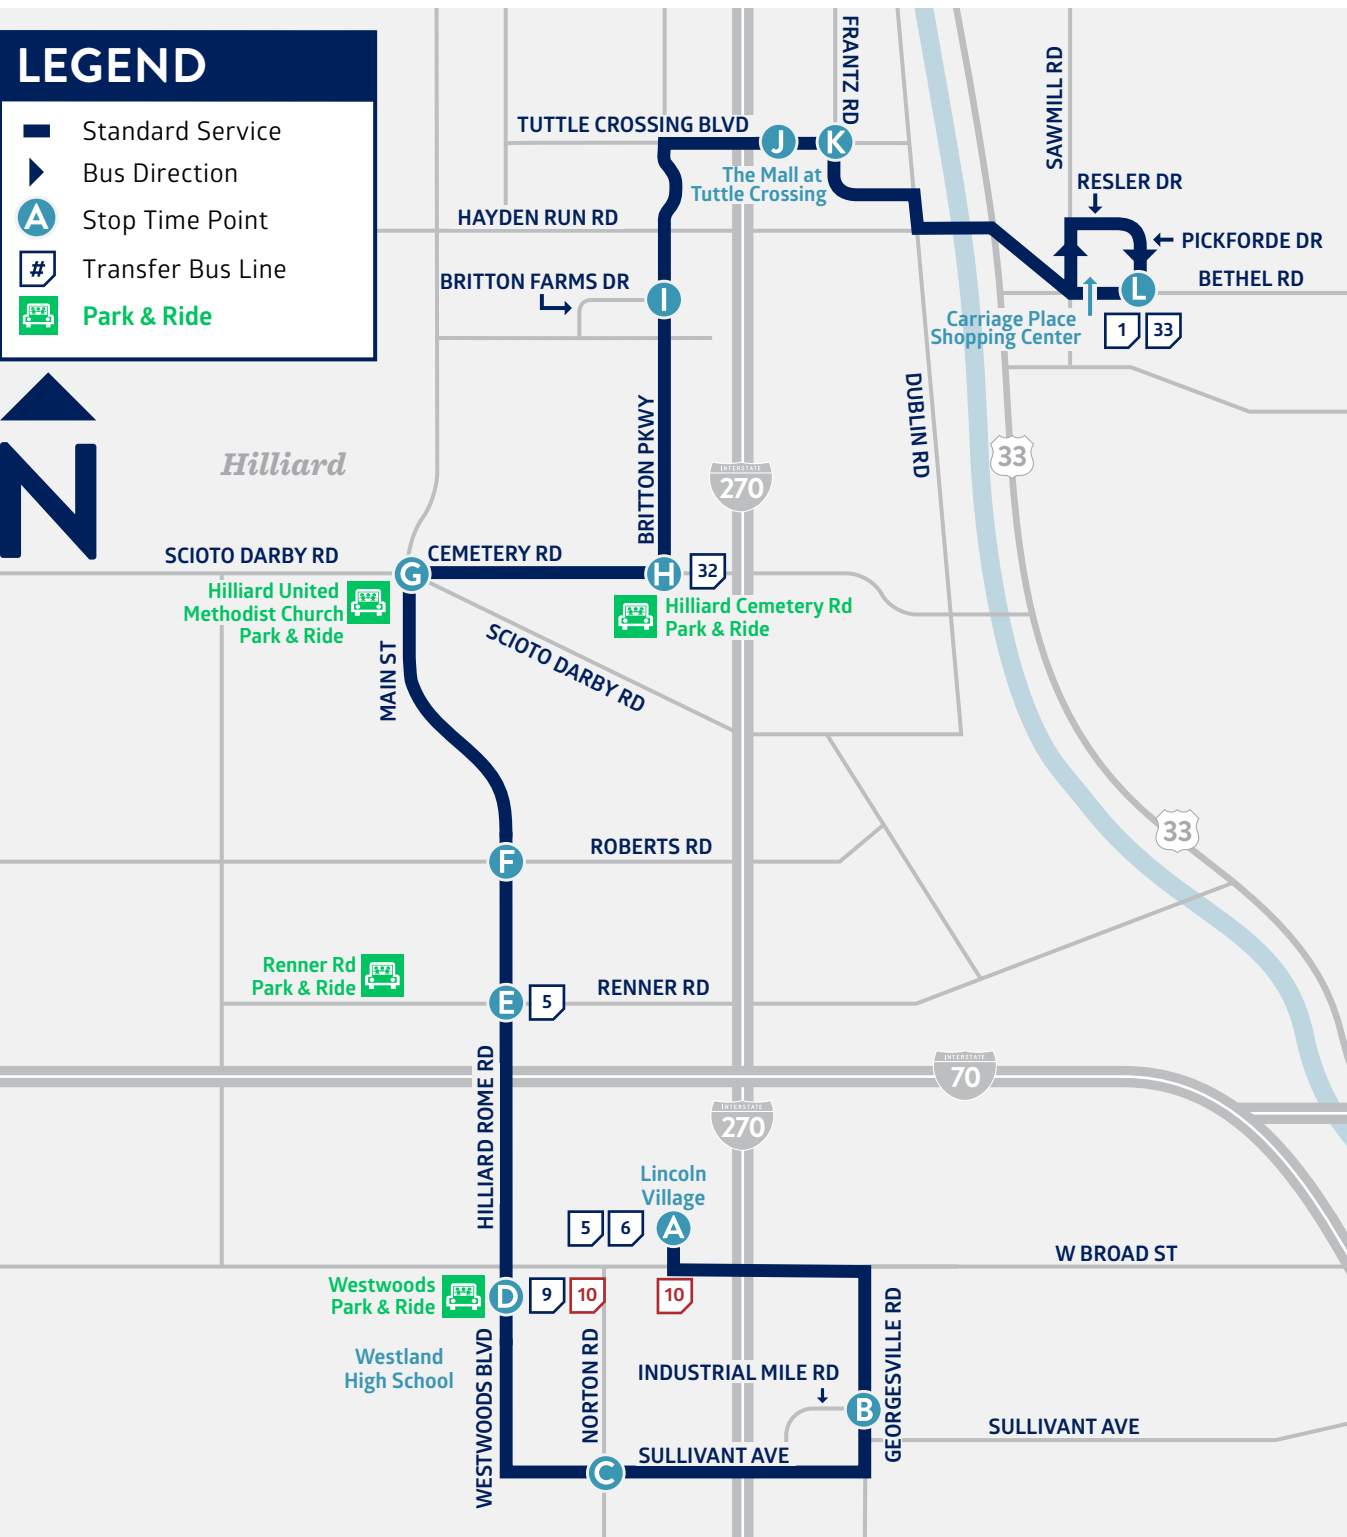 LEGEND
Standard Service
Bus Direction
A Stop Time Point
# Transfer Bus Line
Park & Ride
N
FRANTZ RD
SAWMILL RD
TUTTLE CROSSING BLVD
J
K
The Mall at
Tuttle Crossing
RESLER DR
HAYDEN RUN RD
PICKFORDE DR
BETHEL RD
BRITTON FARMS DR
I
L
Carriage Place
Shopping Center
1
33
DUBLIN RD
BRITTON PKWY
Hilliard
INTERSTATE
270
33
SCIOTO DARBY RD
G
CEMETERY RD
H
32
Hilliard United
Methodist Church
Park & Ride
Hilliard Cemetery Rd
Park & Ride
MAIN ST
SCIOTO DARBY RD
33
F
ROBERTS RD
Renner Rd
Park & Ride
E
5
RENNER RD
HILLIARD ROME RD
INTERSTATE
70
INTERSTATE
270
Lincoln
Village
5
6
A
W BROAD ST
Westwoods
Park & Ride
D
9
10
10
GEORGESVILLE RD
Westland
High School
WESTWOODS BLVD
NORTON RD
INDUSTRIAL MILE RD
B
SULLIVANT AVE
SULLIVANT AVE
C